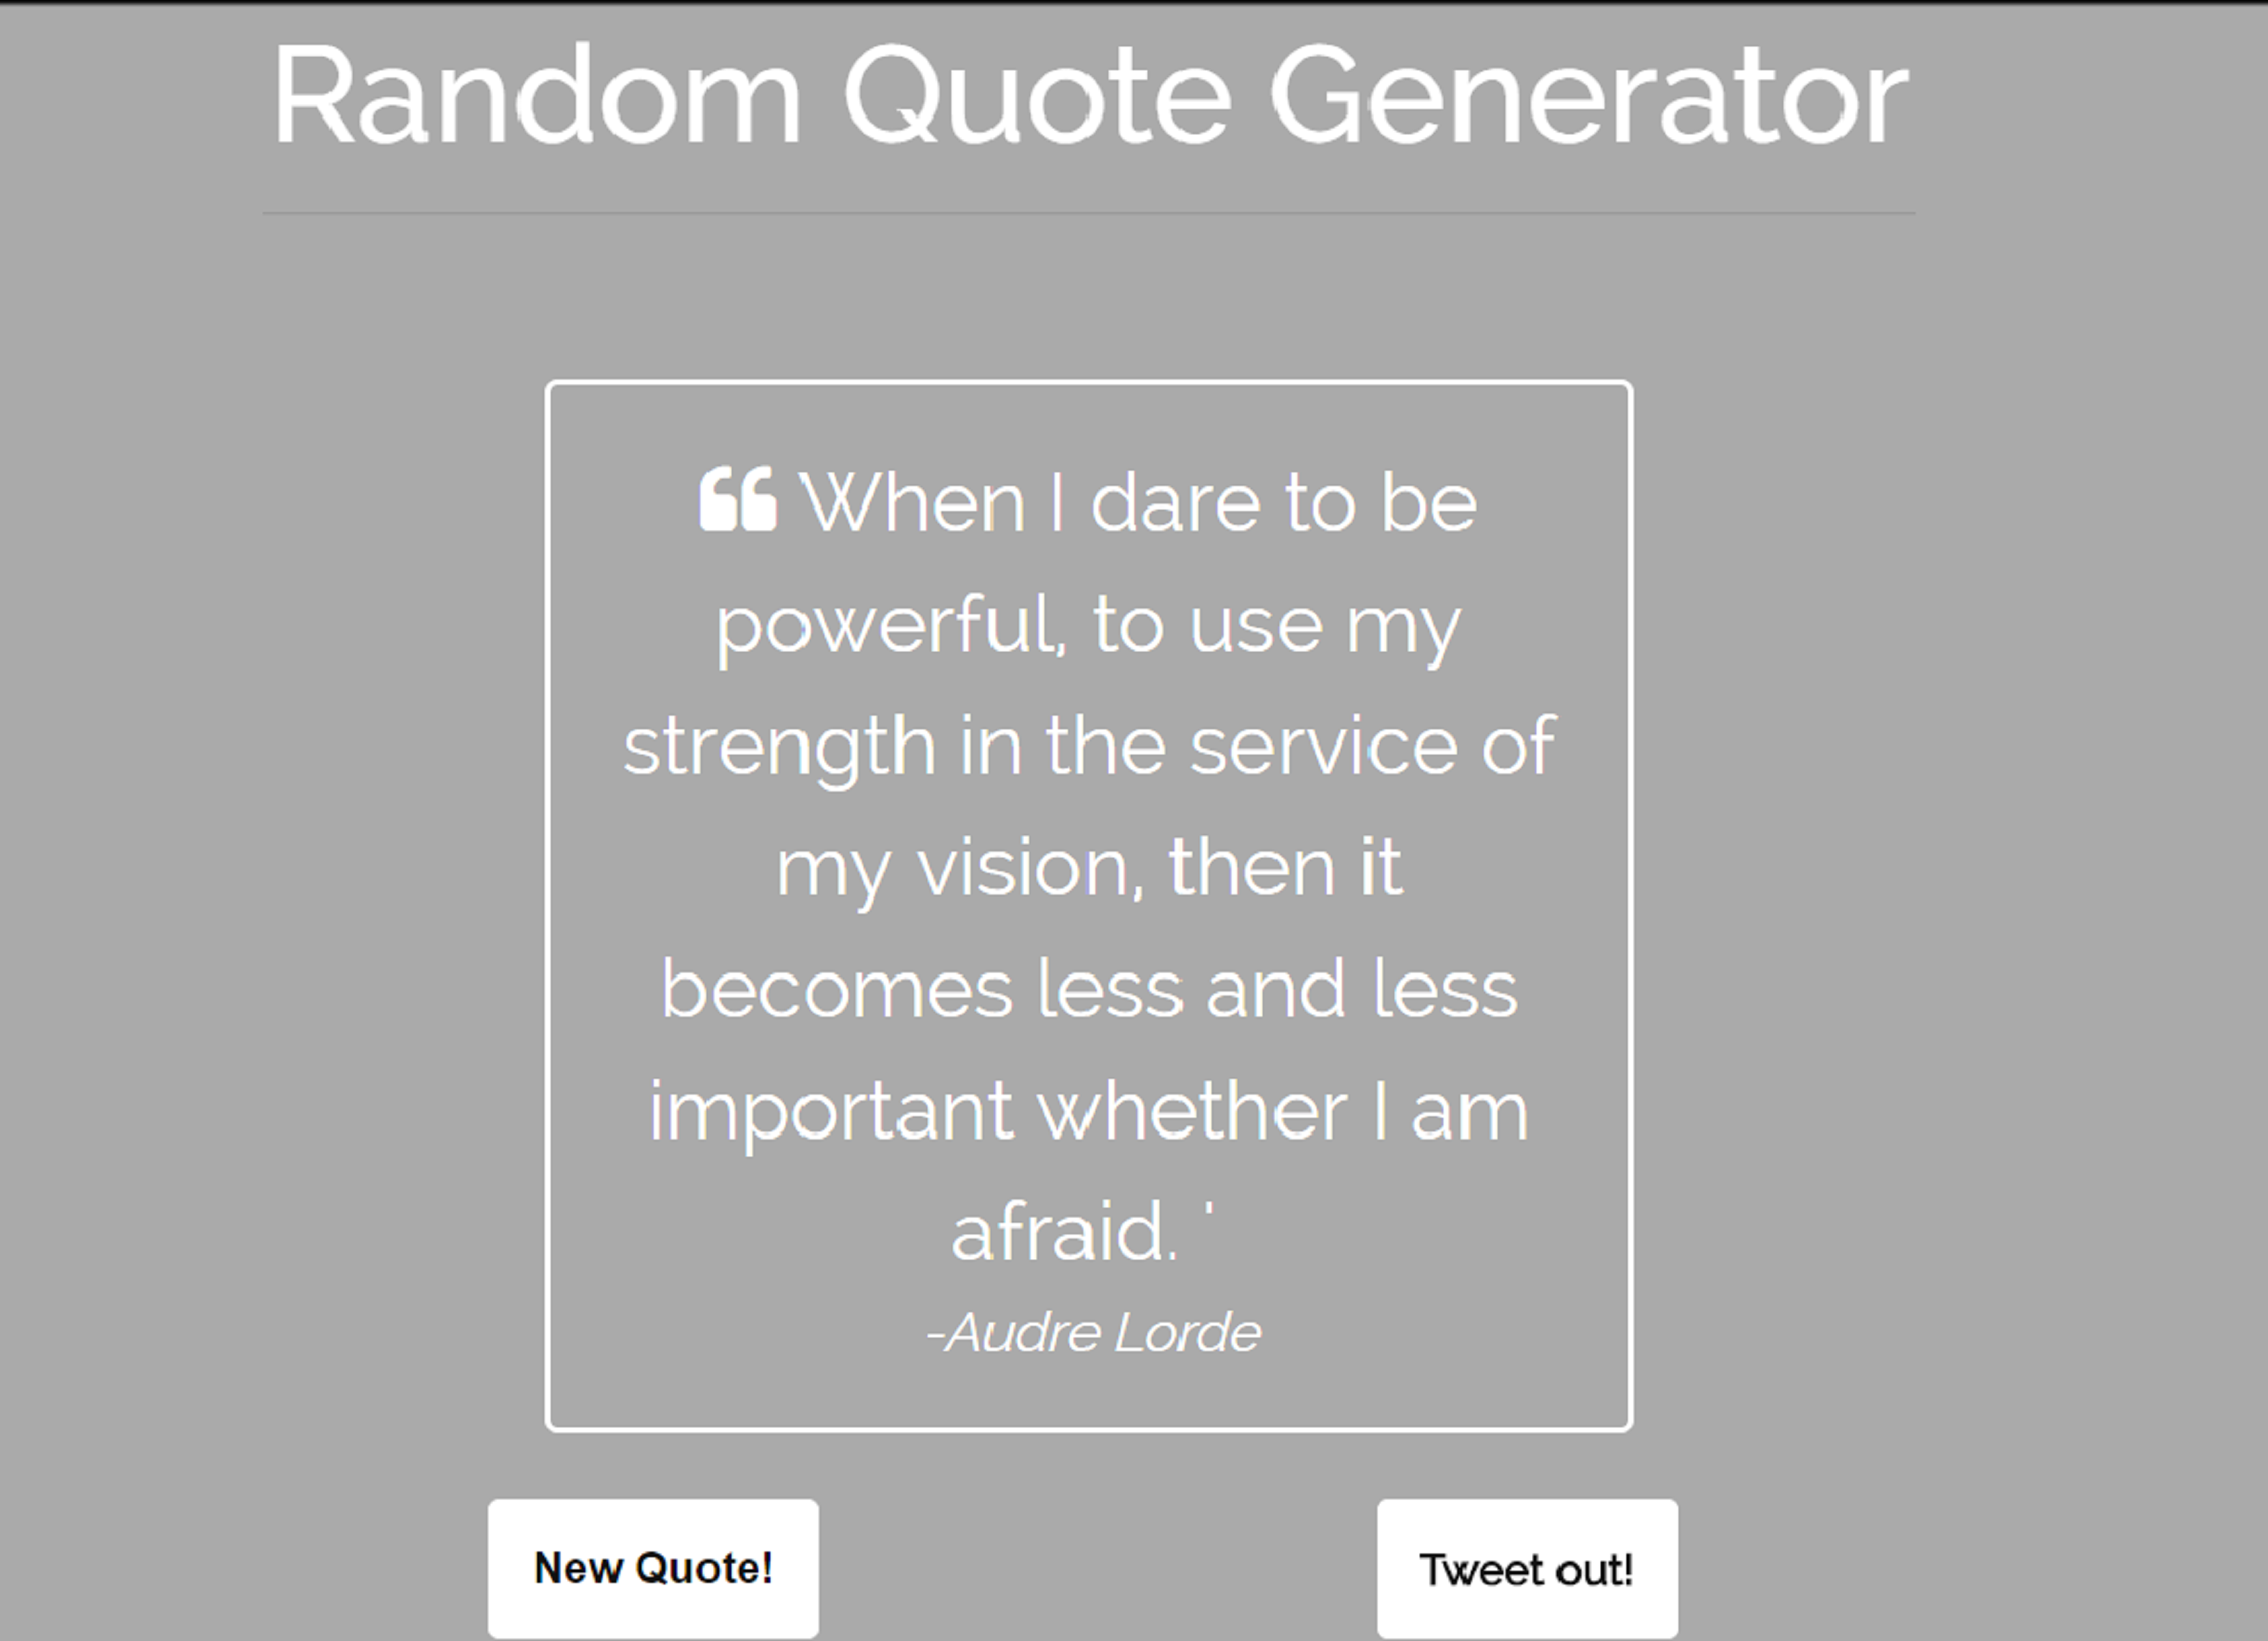 Random Quote Generator
“ When I dare to be
powerful, to use my
strength in the service of
my vision, then it
becomes less and less
important whether I am
afraid. '
-Audre Lorde
New Quote!
Tweet out!